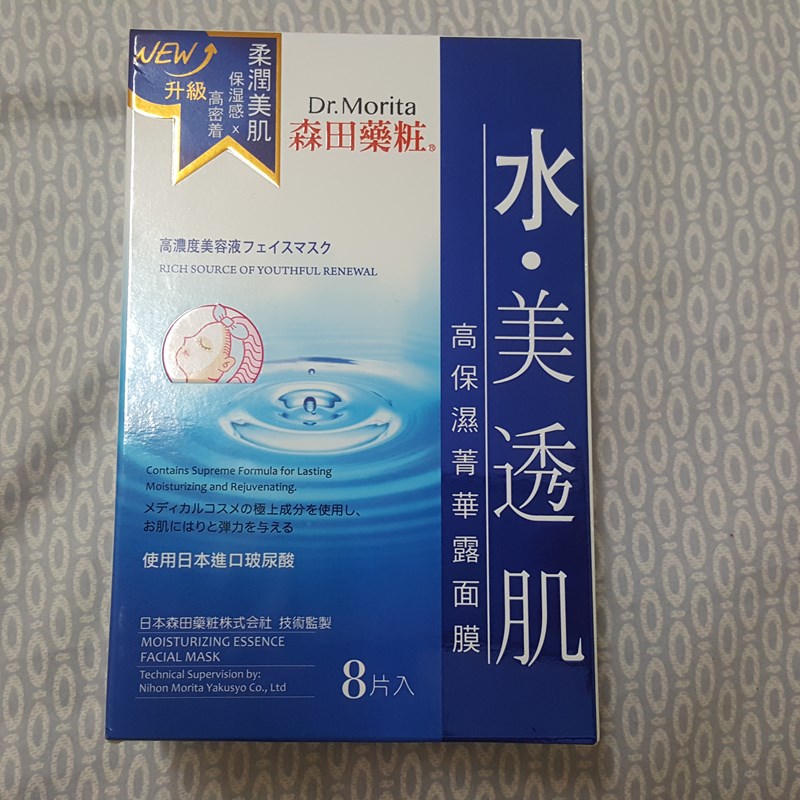 NEW
升級
柔潤美肌
保湿感×
高密着
Dr.Morita
森田藥粧®
高濃度美容液フェイスマスク
RICH SOURCE OF YOUTHFUL RENEWAL
水・美透肌
高保濕菁華露面膜
Contains Supreme Formula for Lasting
Moisturizing and Rejuvenating.
メディカルコスメの極上成分を使用し、
お肌にはりと弾力を与える
使用日本進口玻尿酸
日本森田藥粧株式会社 技術監製
MOISTURIZING ESSENCE
FACIAL MASK
Technical Supervision by:
Nihon Morita Yakusyo Co., Ltd
8片入